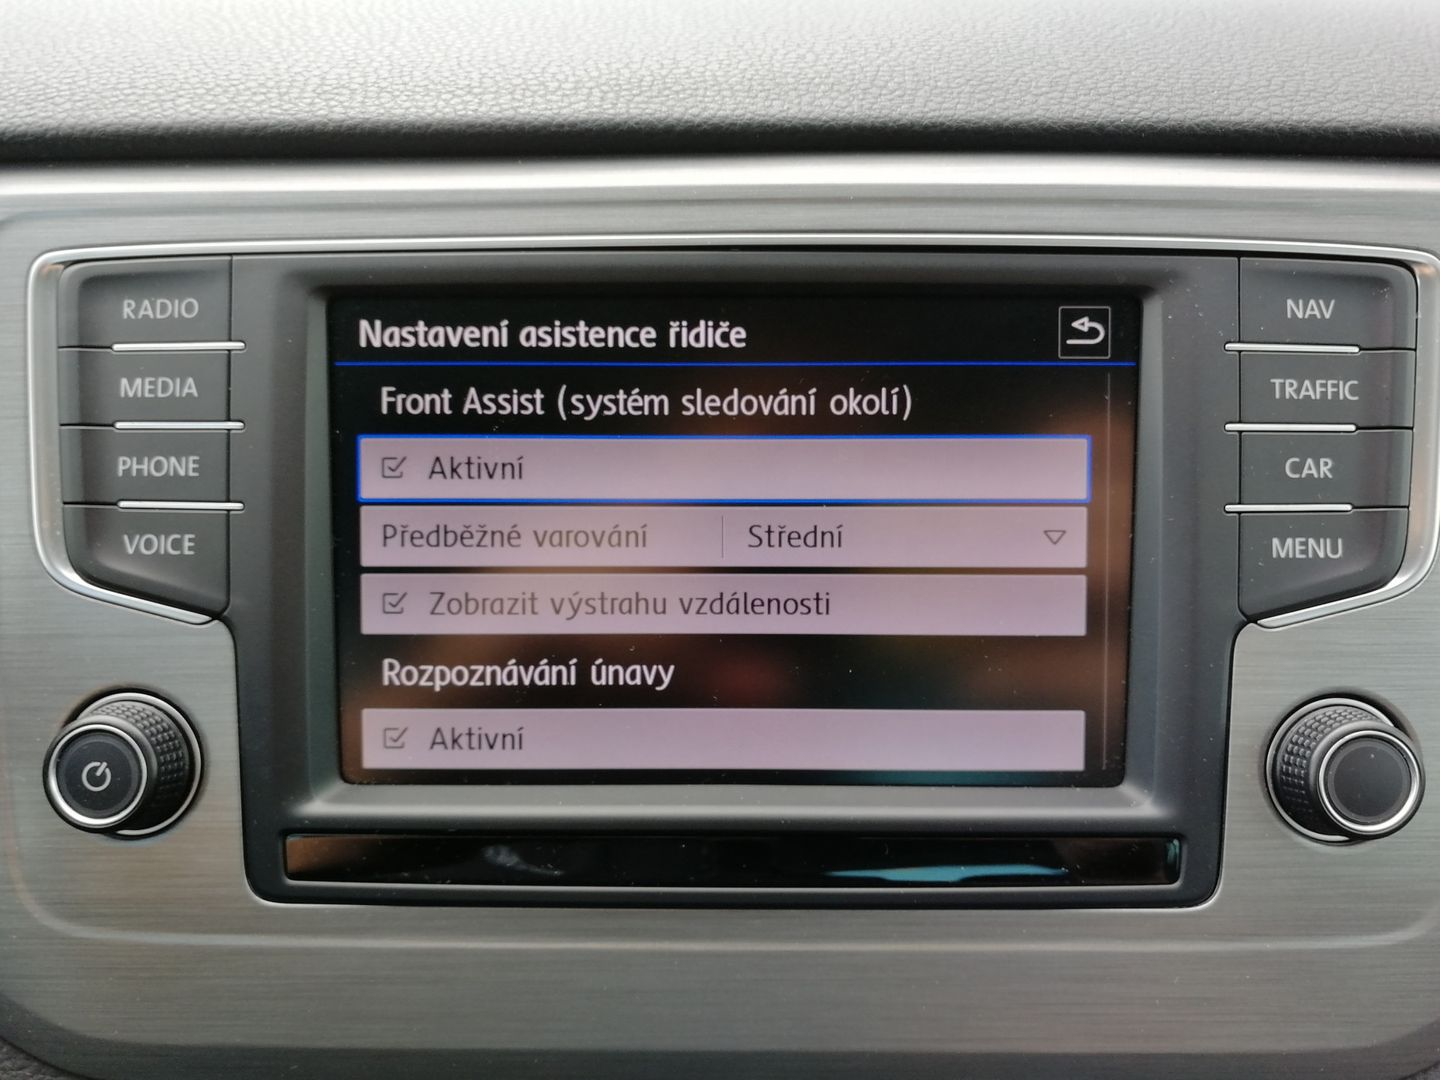 RADIO
MEDIA
PHONE
VOICE
Nastavení asistence řidiče
Front Assist (systém sledování okolí)
Aktivní
Předběžné varování Střední
Zobrazit výstrahu vzdálenosti
Rozpoznávání únavy
Aktivní
NAV
TRAFFIC
CAR
MENU